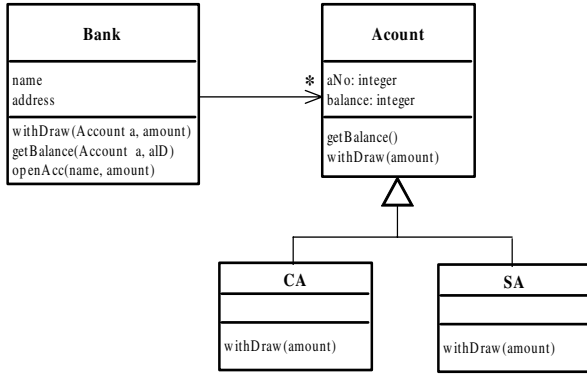 Bank
name
address
withDraw(Account a, amount)
getBalance(Account a, aID)
openAcc(name, amount)
*
Acount
aNo: integer
balance: integer
getBalance()
withDraw(amount)
CA
withDraw(amount)
SA
withDraw(amount)